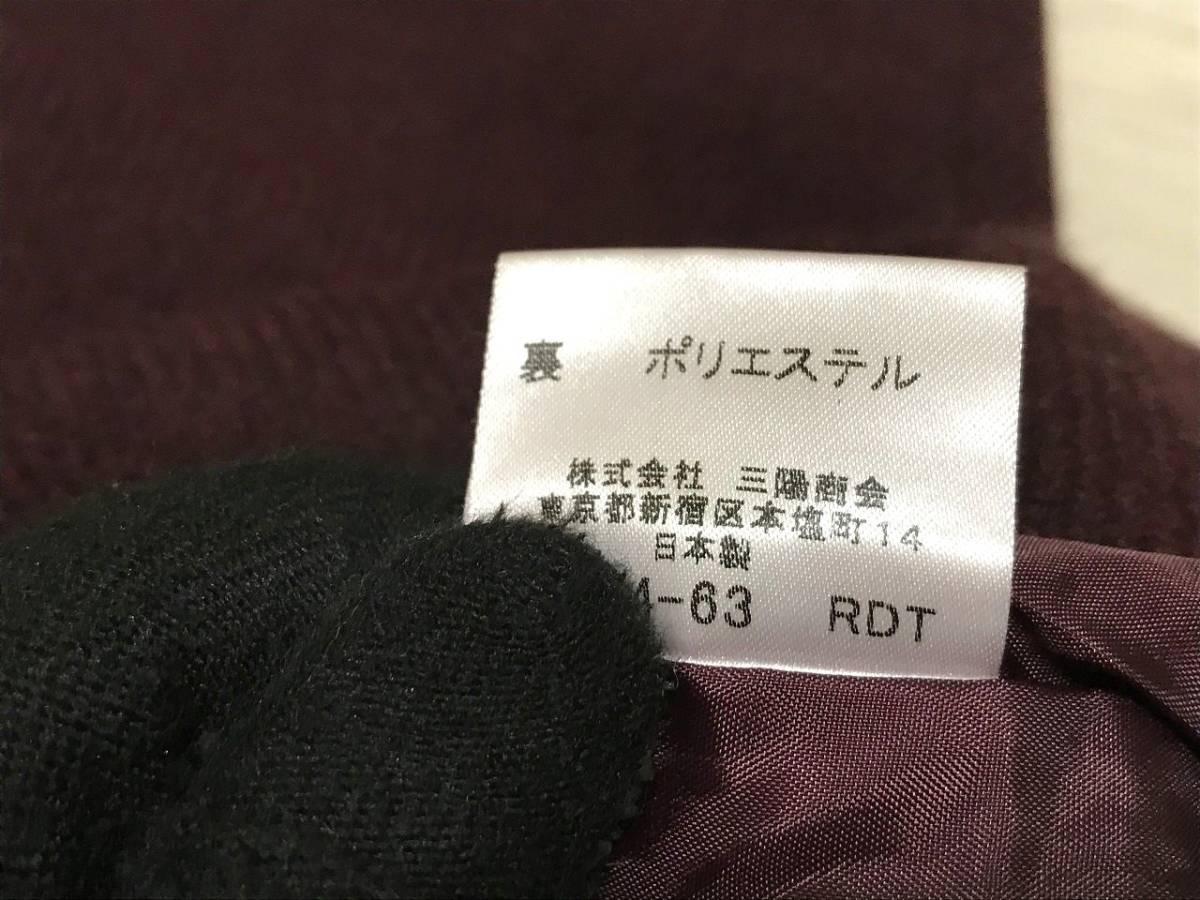 裏 ポリエステル
株式会社 三陽商会
東京都新宿区本塩町14
日本製
4-63 RDT